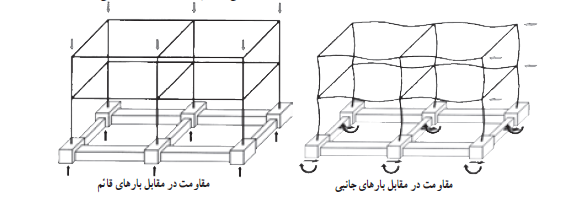 مقاومت در مقابل بارهای قائم
مقاومت در مقابل بارهای جانبی